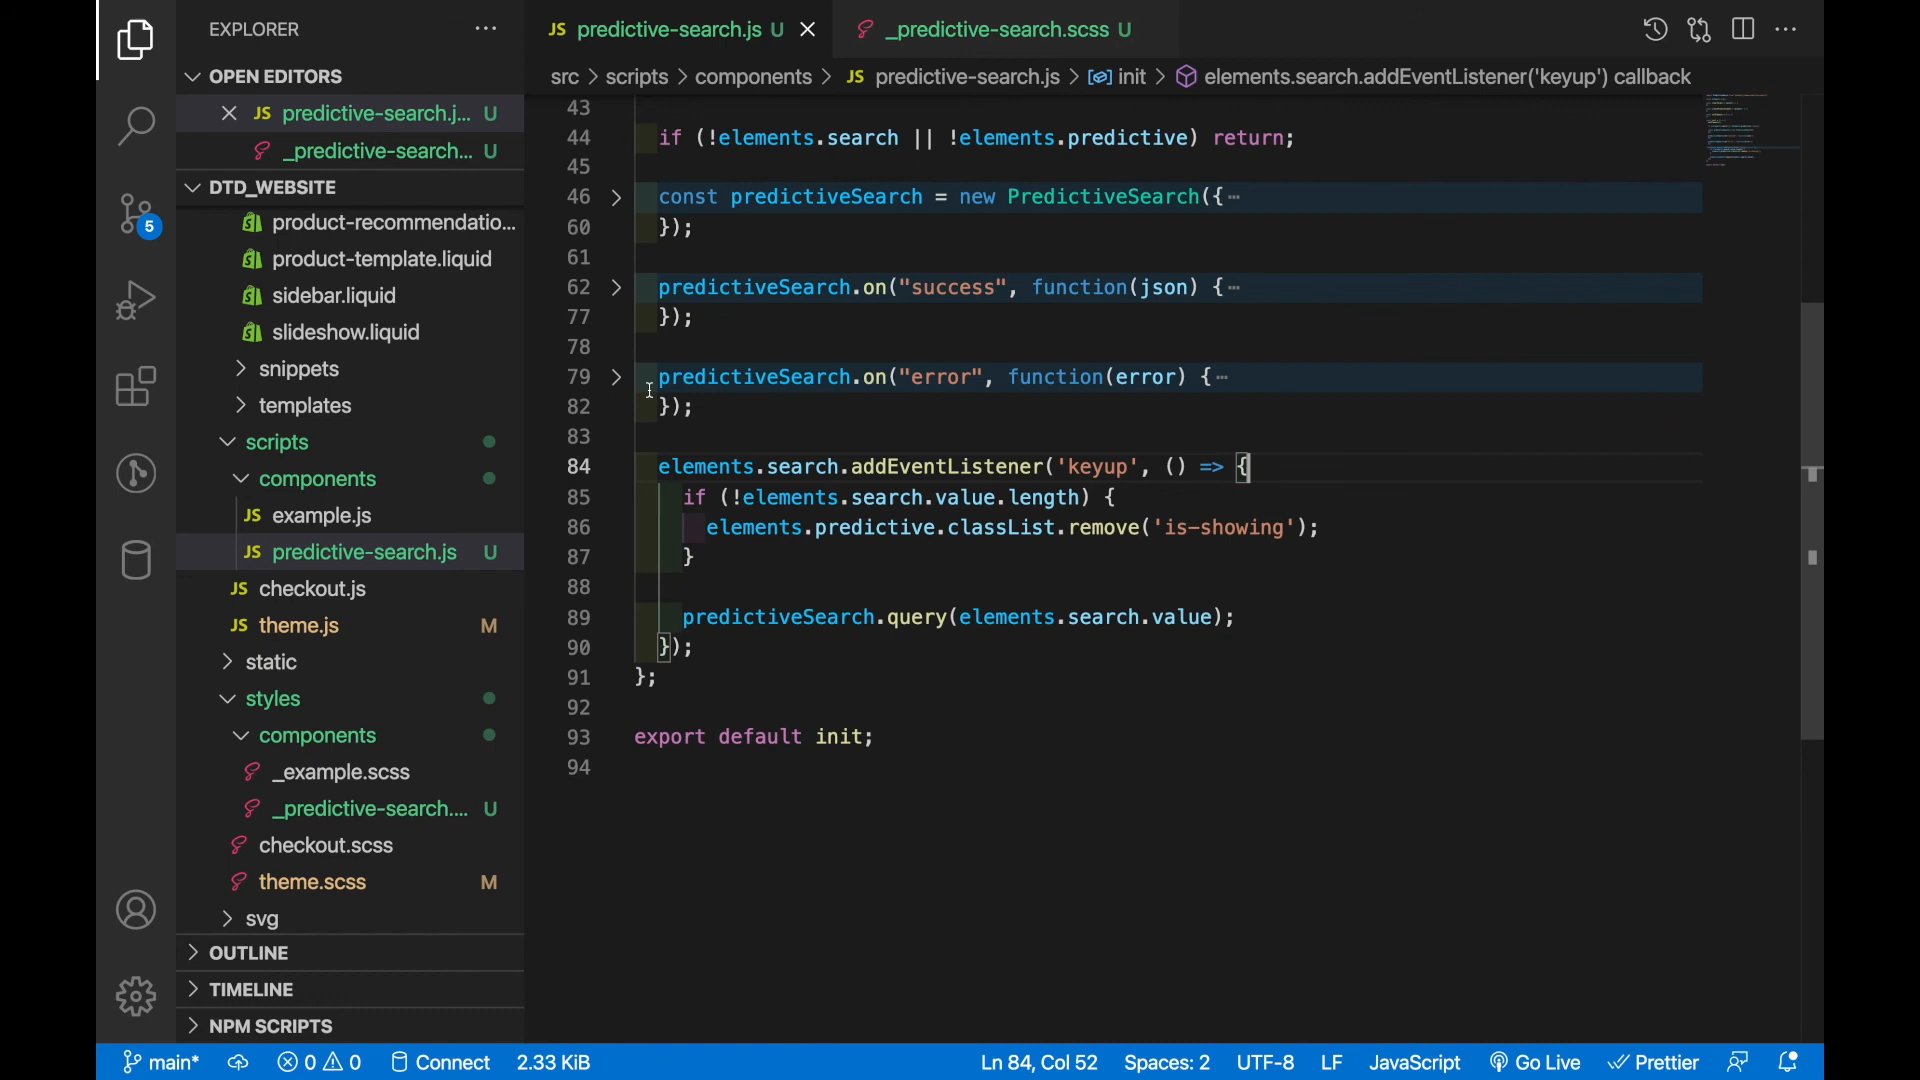 EXPLORER
OPEN EDITORS
JS predictive-search.j... U
_predictive-search... U
DTD_WEBSITE
product-recommendatio...
product-template.liquid
sidebar.liquid
slideshow.liquid
snippets
templates
scripts
components
JS example.js
JS predictive-search.js U
JS checkout.js
JS theme.js M
static
styles
components
_example.scss
_predictive-search.... U
checkout.scss
theme.scss M
svg
OUTLINE
TIMELINE
NPM SCRIPTS
5
JS predictive-search.js U
_predictive-search.scss U
src > scripts > components > JS predictive-search.js > init > elements.search.addEventListener('keyup') callback
43
44 if (!elements.search || !elements.predictive) return;
45
46 const predictiveSearch = new PredictiveSearch({…
60 });
61
62 predictiveSearch.on("success", function(json) {…
77 });
78
79 predictiveSearch.on("error", function(error) {…
82 });
83
84 elements.search.addEventListener('keyup', () => {
85 if (!elements.search.value.length) {
86 elements.predictive.classList.remove('is-showing');
87 }
88
89 predictiveSearch.query(elements.search.value);
90 });
91 };
92
93 export default init;
94
main* 0 0 Connect 2.33 KiB Ln 84, Col 52 Spaces: 2 UTF-8 LF JavaScript Go Live Prettier